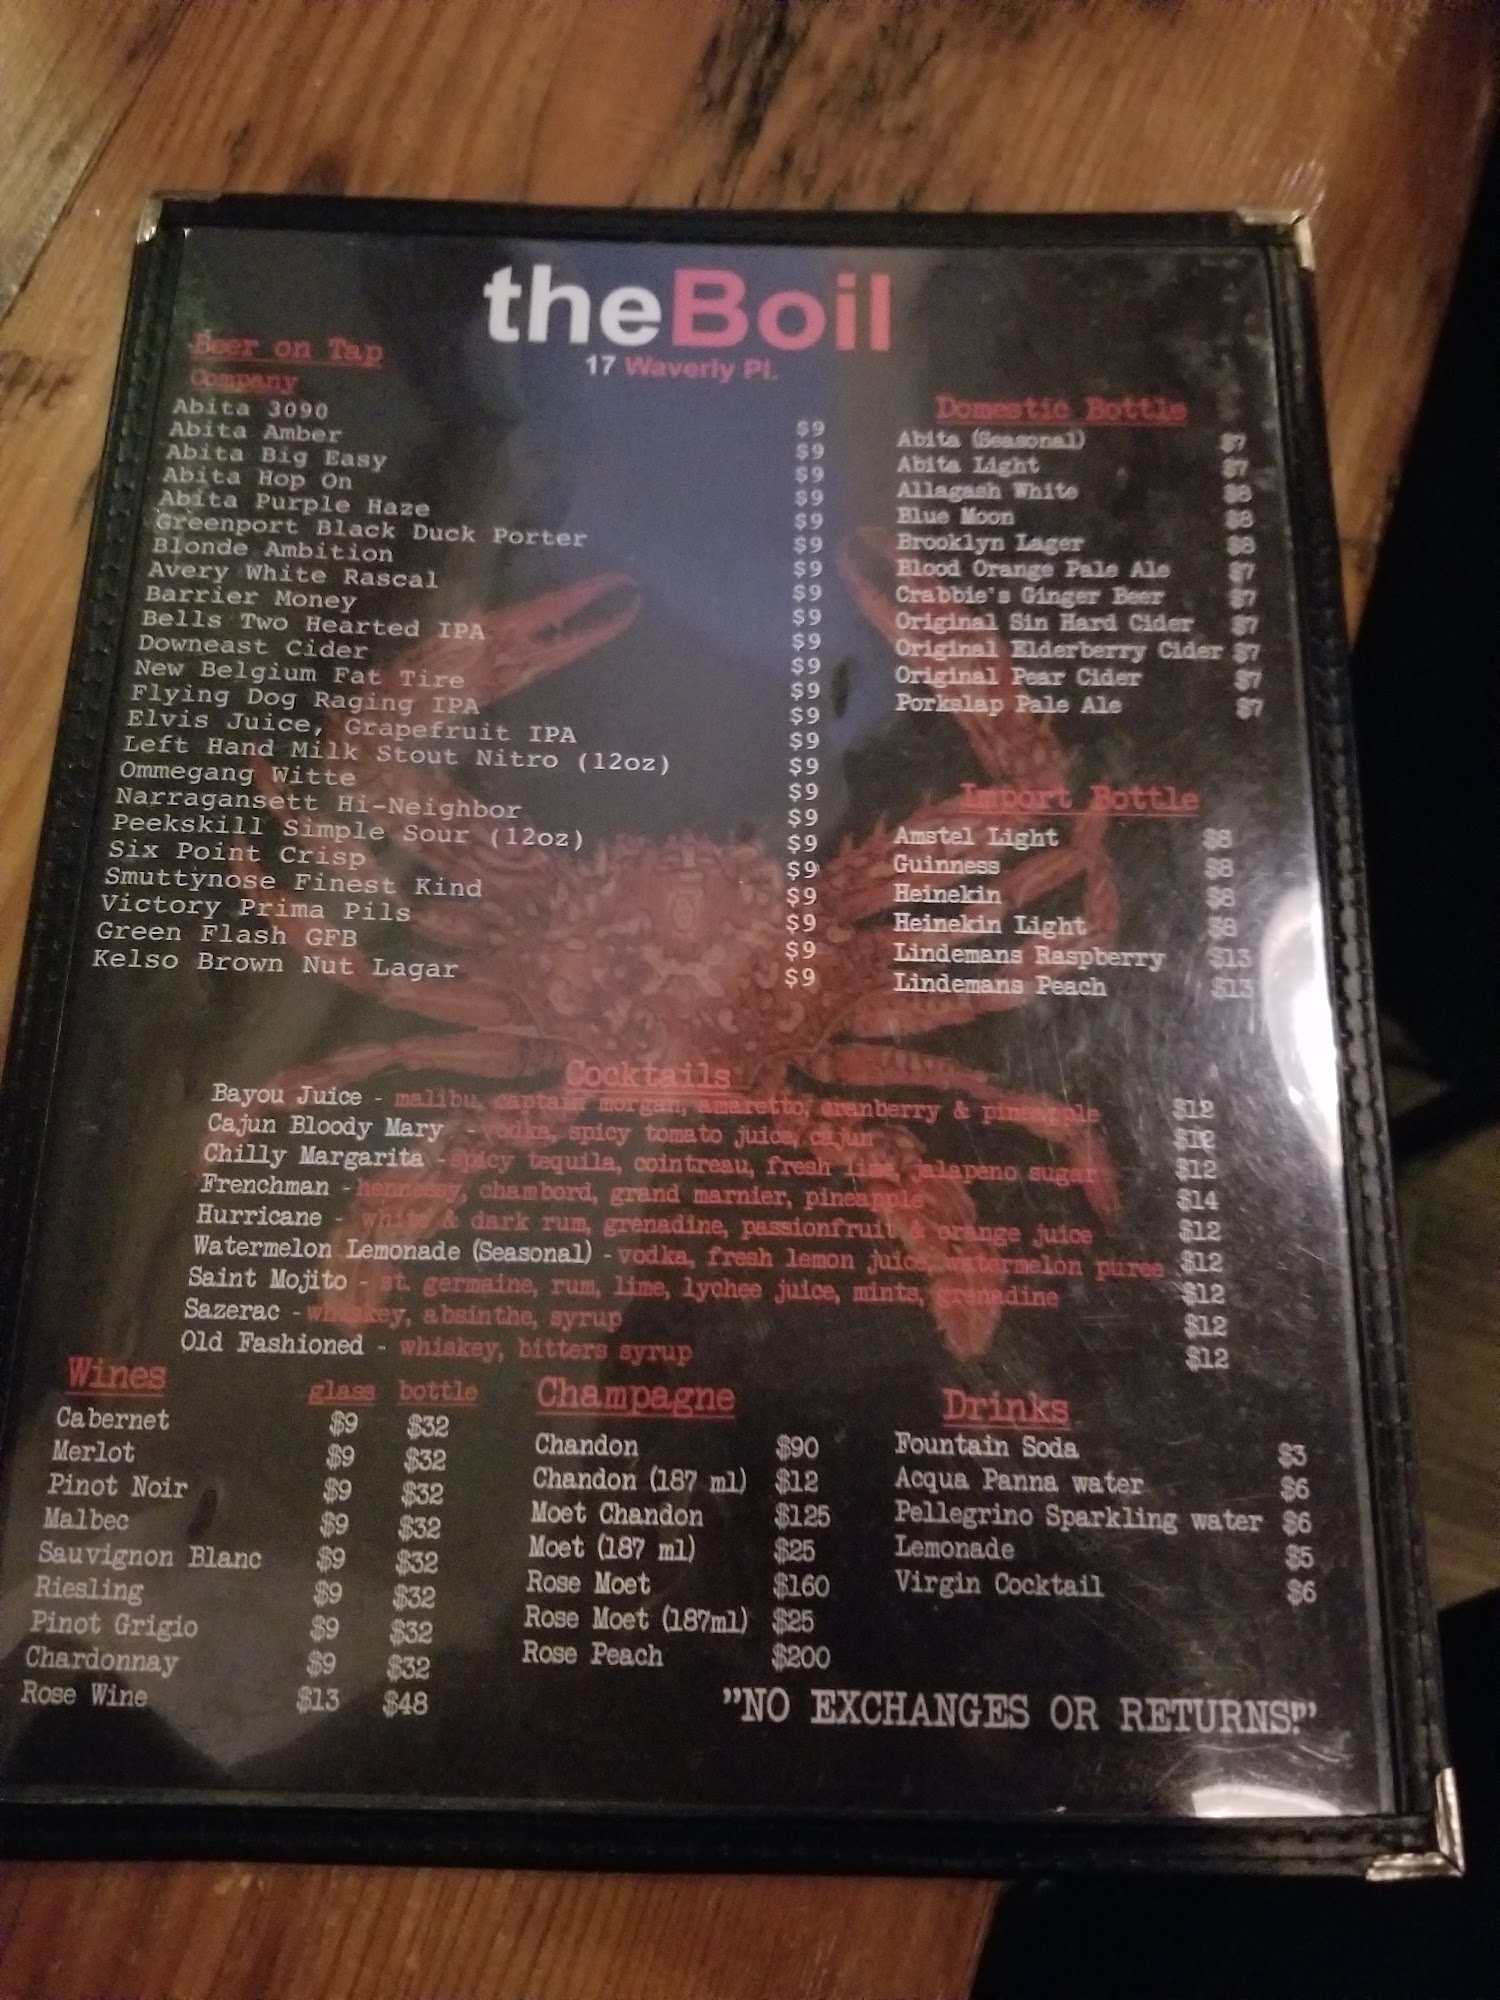 theBoil
17 Waverly Pl.
Beer on Tap
Company
Abita 3090 $9
Abita Amber $9
Abita Big Easy $9
Abita Hop On $9
Abita Purple Haze $9
Greenport Black Duck Porter $9
Blonde Ambition $9
Avery White Rascal $9
Barrier Money $9
Bells Two Hearted IPA $9
Downeast Cider $9
New Belgium Fat Tire $9
Flying Dog Raging IPA $9
Elvis Juice, Grapefruit IPA $9
Left Hand Milk Stout Nitro (12oz) $9
Ommegang Witte $9
Narragansett Hi-Neighbor $9
Peekskill Simple Sour (12oz) $9
Six Point Crisp $9
Smuttynose Finest Kind $9
Victory Prima Pils $9
Green Flash GFB $9
Kelso Brown Nut Lagar $9
Domestic Bottle
Abita (Seasonal) $7
Abita Light $7
Allagash White $8
Blue Moon $8
Brooklyn Lager $8
Blood Orange Pale Ale $7
Crabbie's Ginger Beer $7
Original Sin Hard Cider $7
Original Elderberry Cider $7
Original Pear Cider $7
Porkslap Pale Ale $7
Import Bottle
Amstel Light $8
Guinness $8
Heinekin $8
Heinekin Light $8
Lindemans Raspberry $13
Lindemans Peach $13
Cocktails
Bayou Juice - malibu, captain morgan, amaretto, cranberry & pineapple $12
Cajun Bloody Mary - vodka, spicy tomato juice, cajun $12
Chilly Margarita - spicy tequila, cointreau, fresh lime, jalapeno sugar $12
Frenchman - hennessy, chambord, grand marnier, pineapple $14
Hurricane - white & dark rum, grenadine, passionfruit & orange juice $12
Watermelon Lemonade (Seasonal) - vodka, fresh lemon juice, watermelon puree $12
Saint Mojito - st. germaine, rum, lime, lychee juice, mints, grenadine $12
Sazerac - whiskey, absinthe, syrup $12
Old Fashioned - whiskey, bitters syrup $12
Wines glass bottle
Cabernet $9 $32
Merlot $9 $32
Pinot Noir $9 $32
Malbec $9 $32
Sauvignon Blanc $9 $32
Riesling $9 $32
Pinot Grigio $9 $32
Chardonnay $9 $32
Rose Wine $13 $48
Champagne
Chandon $90
Chandon (187 ml) $12
Moet Chandon $125
Moet (187 ml) $25
Rose Moet $160
Rose Moet (187ml) $25
Rose Peach $200
Drinks
Fountain Soda $3
Acqua Panna water $6
Pellegrino Sparkling water $6
Lemonade $5
Virgin Cocktail $6
"NO EXCHANGES OR RETURNS!"